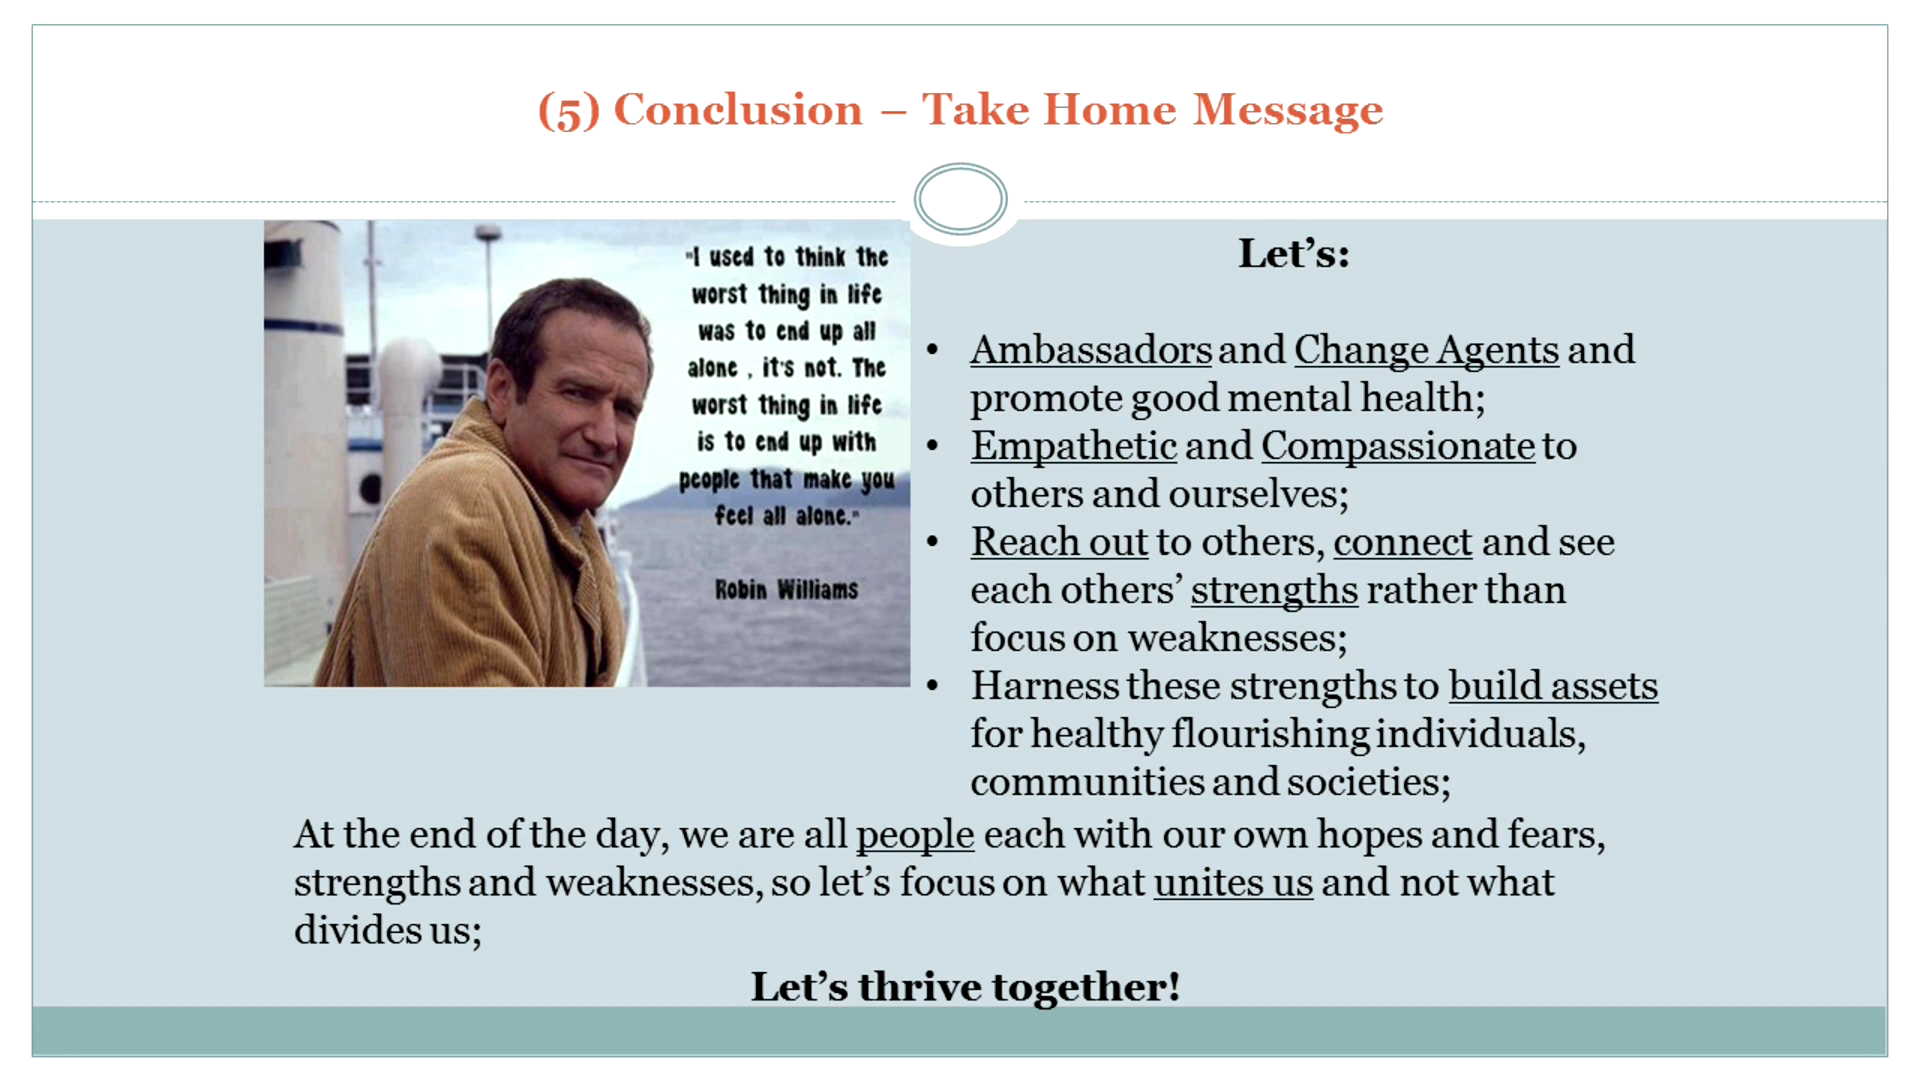 (5) Conclusion – Take Home Message
"I used to think the
worst thing in life
was to end up all
alone , it's not. The
worst thing in life
is to end up with
people that make you
feel all alone."
Robin Williams
Let’s:
• Ambassadors and Change Agents and
promote good mental health;
• Empathetic and Compassionate to
others and ourselves;
• Reach out to others, connect and see
each others’ strengths rather than
focus on weaknesses;
• Harness these strengths to build assets
for healthy flourishing individuals,
communities and societies;
At the end of the day, we are all people each with our own hopes and fears,
strengths and weaknesses, so let’s focus on what unites us and not what
divides us;
Let’s thrive together!